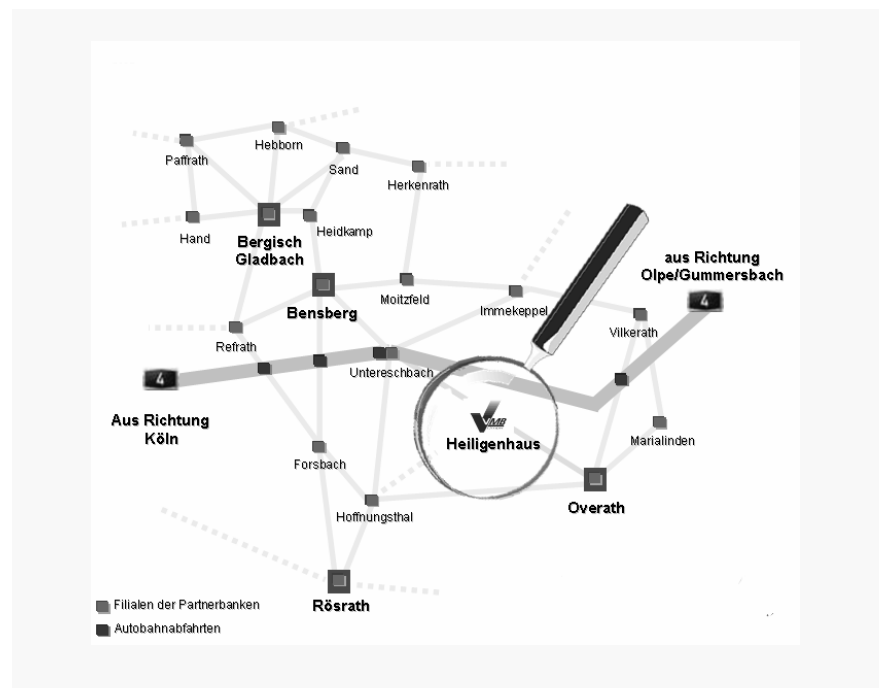 Hebborn
Paffrath
Sand
Herkenrath
Hand
Heidkamp
Bergisch
Gladbach
aus Richtung
Olpe/Gummersbach
4
Moitzfeld
Immekeppel
Bensberg
Vilkerath
Refrath
Untereschbach
4
Aus Richtung
Köln
VMB
Heiligenhaus
Marialinden
Forsbach
Overath
Hoffnungsthal
Rösrath
Filialen der Partnerbanken
Autobahnabfahrten